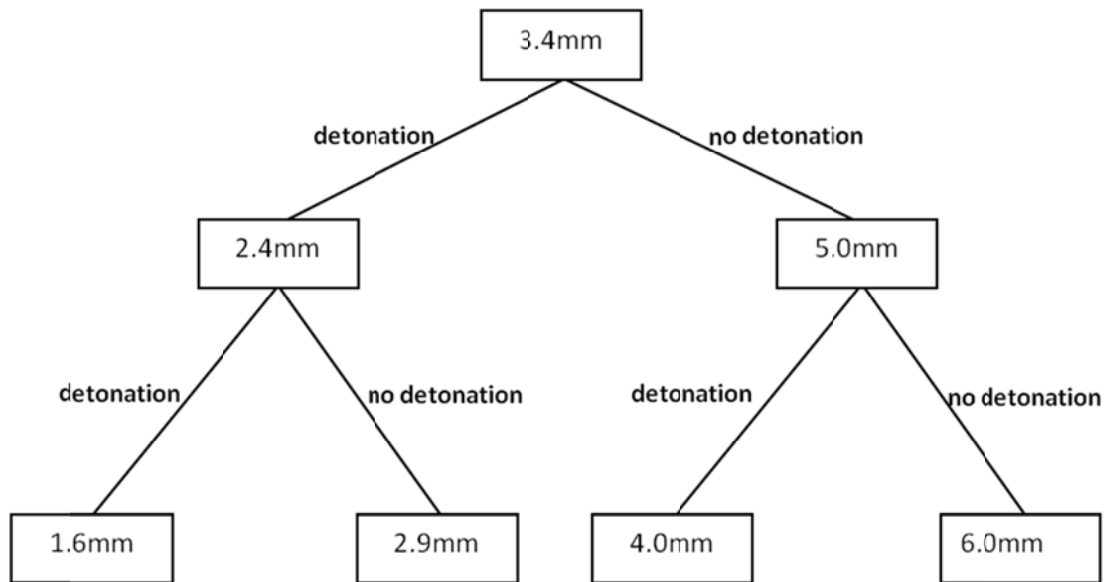 3.4mm
detonation
no detonation
2.4mm
5.0mm
detonation
no detonation
detonation
no detonation
1.6mm
2.9mm
4.0mm
6.0mm